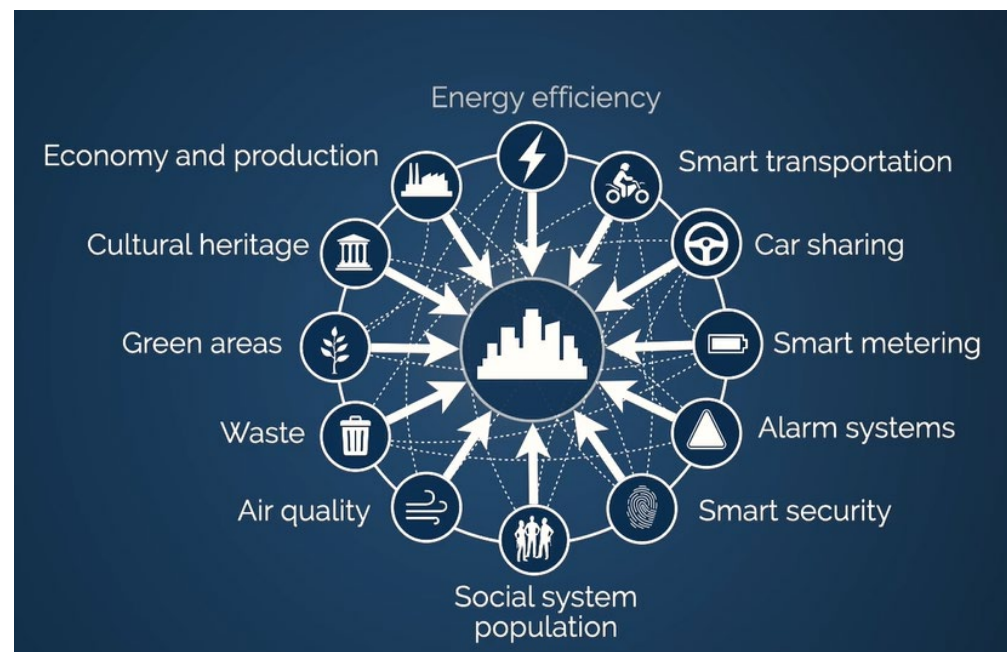 Energy efficiency
Economy and production
Smart transportation
Cultural heritage
Car sharing
Green areas
Smart metering
Waste
Alarm systems
Air quality
Smart security
Social system
population